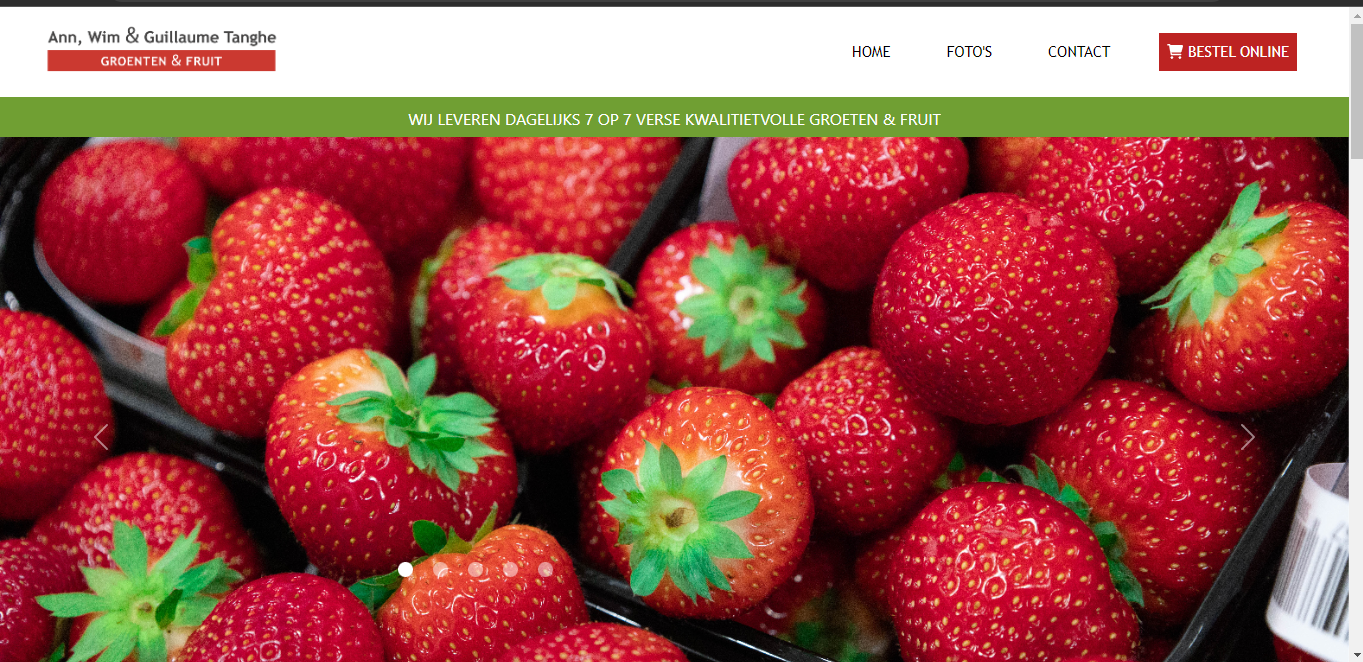 Ann, Wim & Guillaume Tanghe
GROENTEN & FRUIT
HOME
FOTO'S
CONTACT
BESTEL ONLINE
WIJ LEVEREN DAGELIJKS 7 OP 7 VERSE KWALITIETVOLLE GROETEN & FRUIT